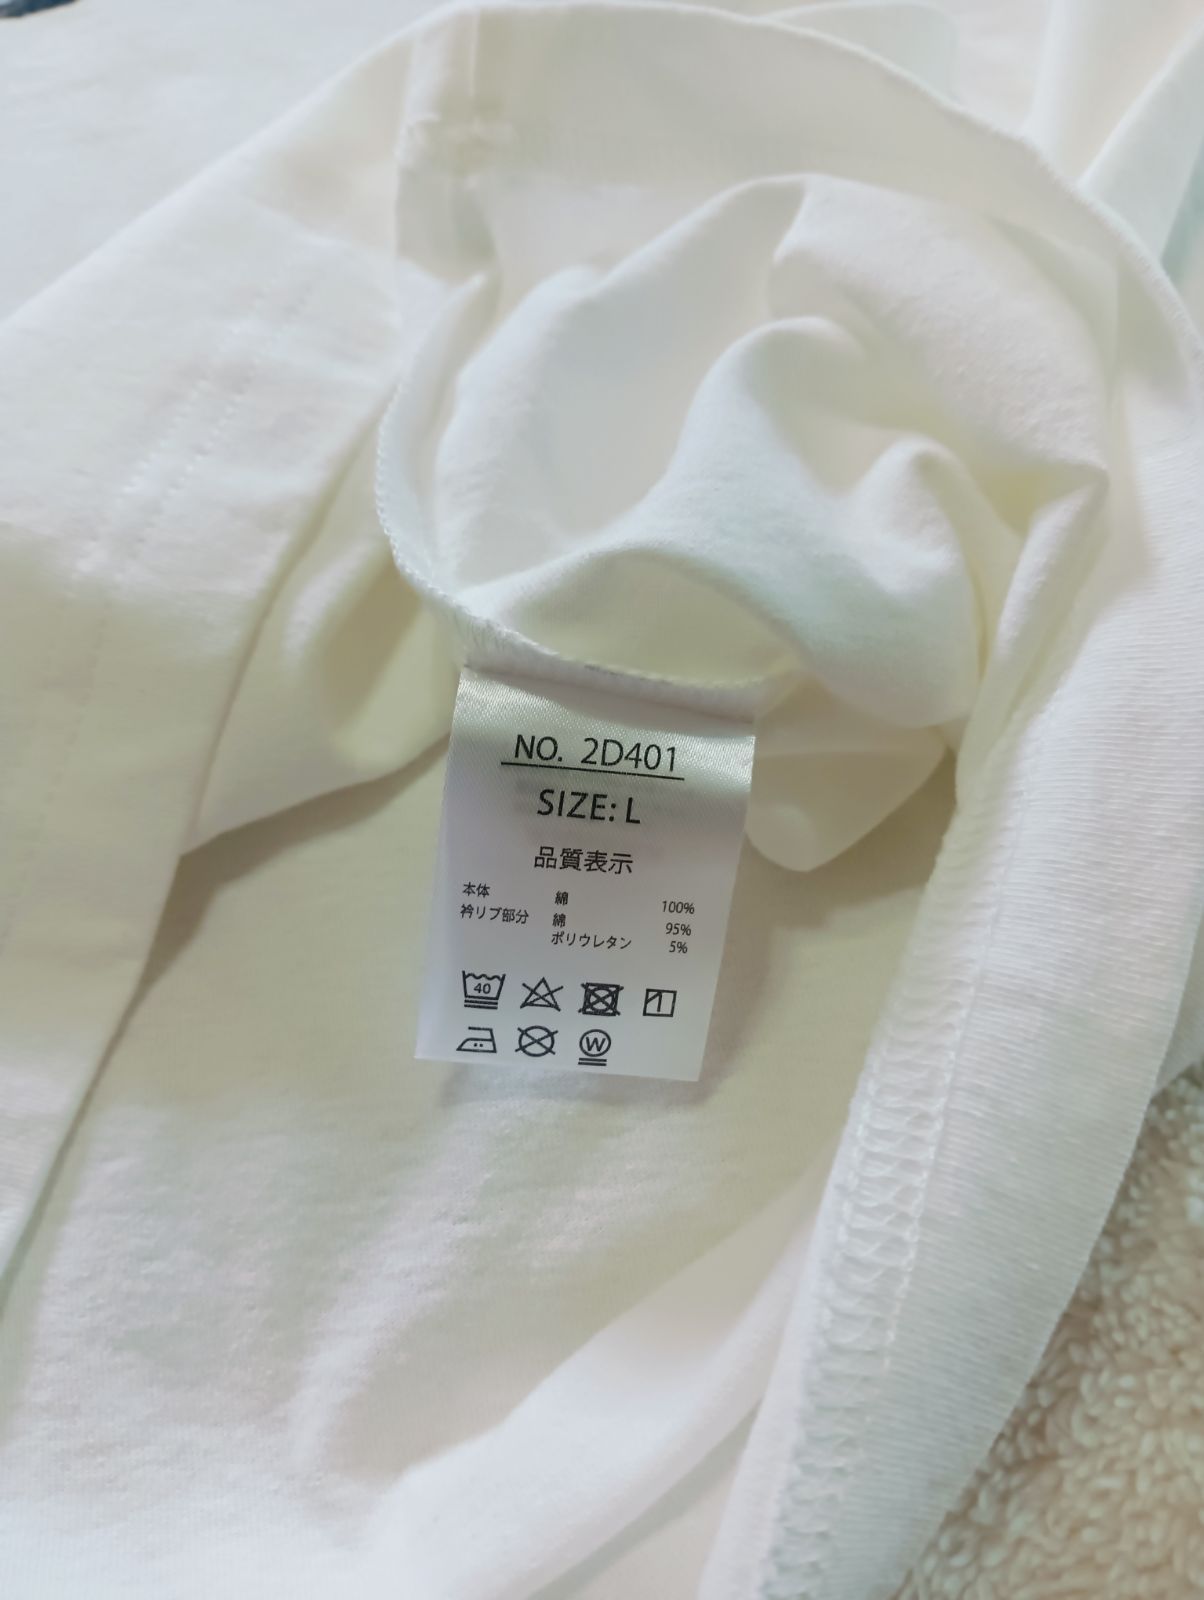 NO. 2D401
SIZE: L
品質表示
本体 綿 100%
衿リブ部分 綿 95%
ポリウレタン 5%
40
W